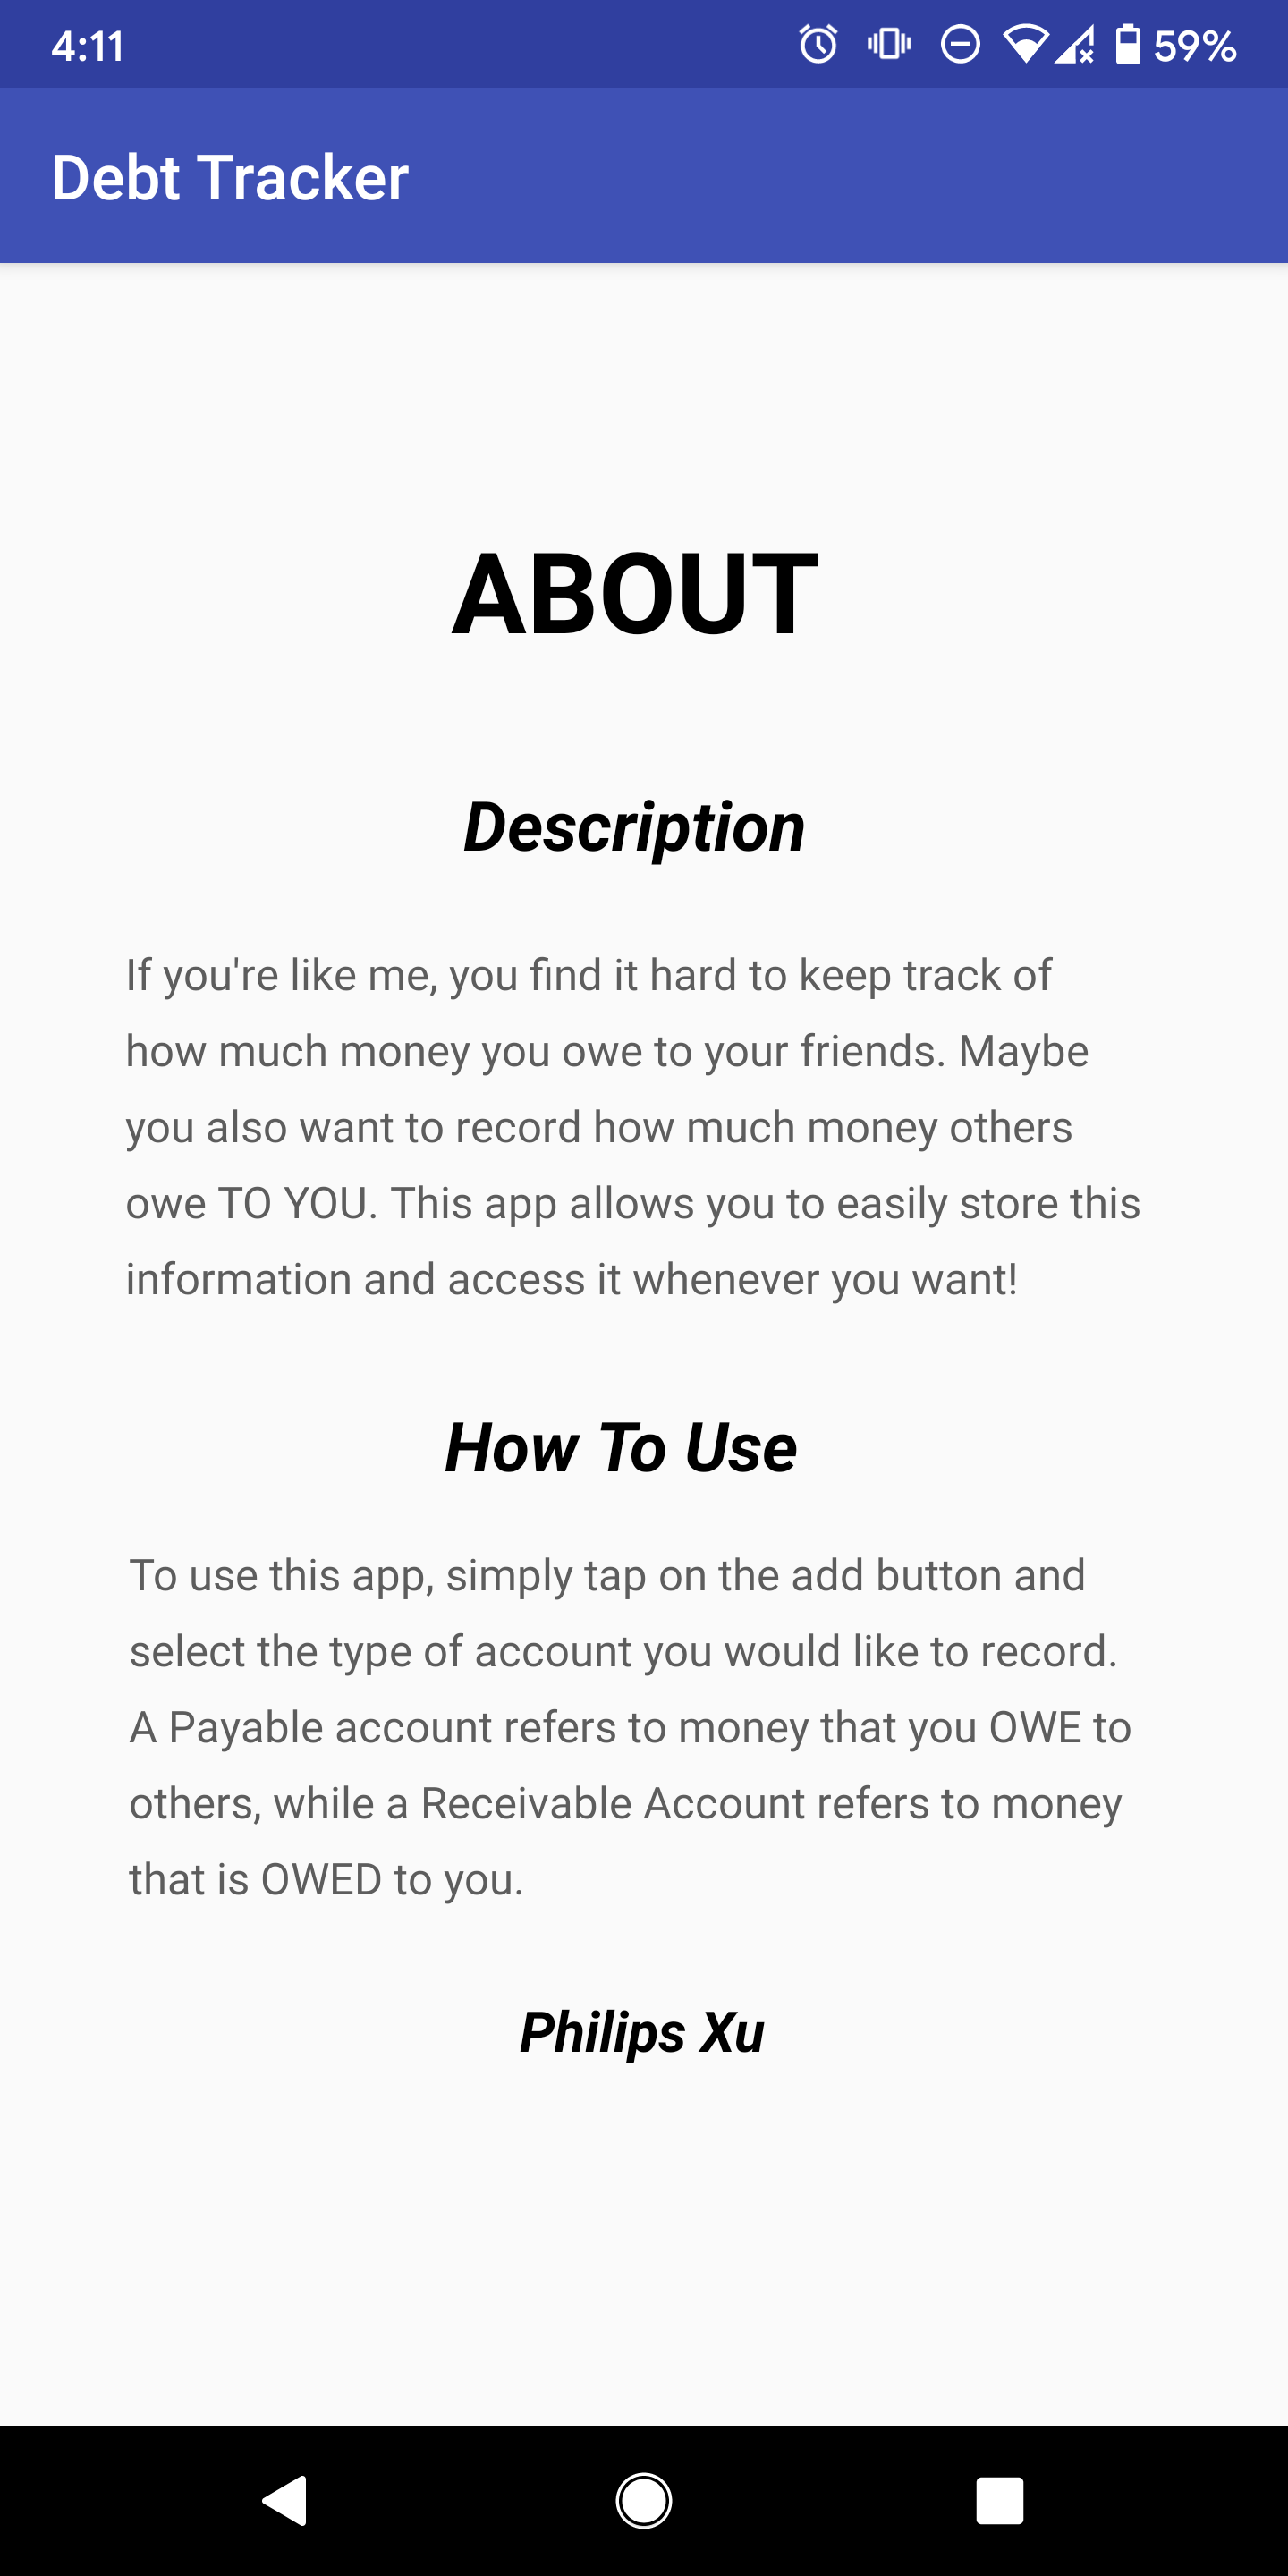 4:11
59%
Debt Tracker
ABOUT
Description
If you're like me, you find it hard to keep track of
how much money you owe to your friends. Maybe
you also want to record how much money others
owe TO YOU. This app allows you to easily store this
information and access it whenever you want!
How To Use
To use this app, simply tap on the add button and
select the type of account you would like to record.
A Payable account refers to money that you OWE to
others, while a Receivable Account refers to money
that is OWED to you.
Philips Xu